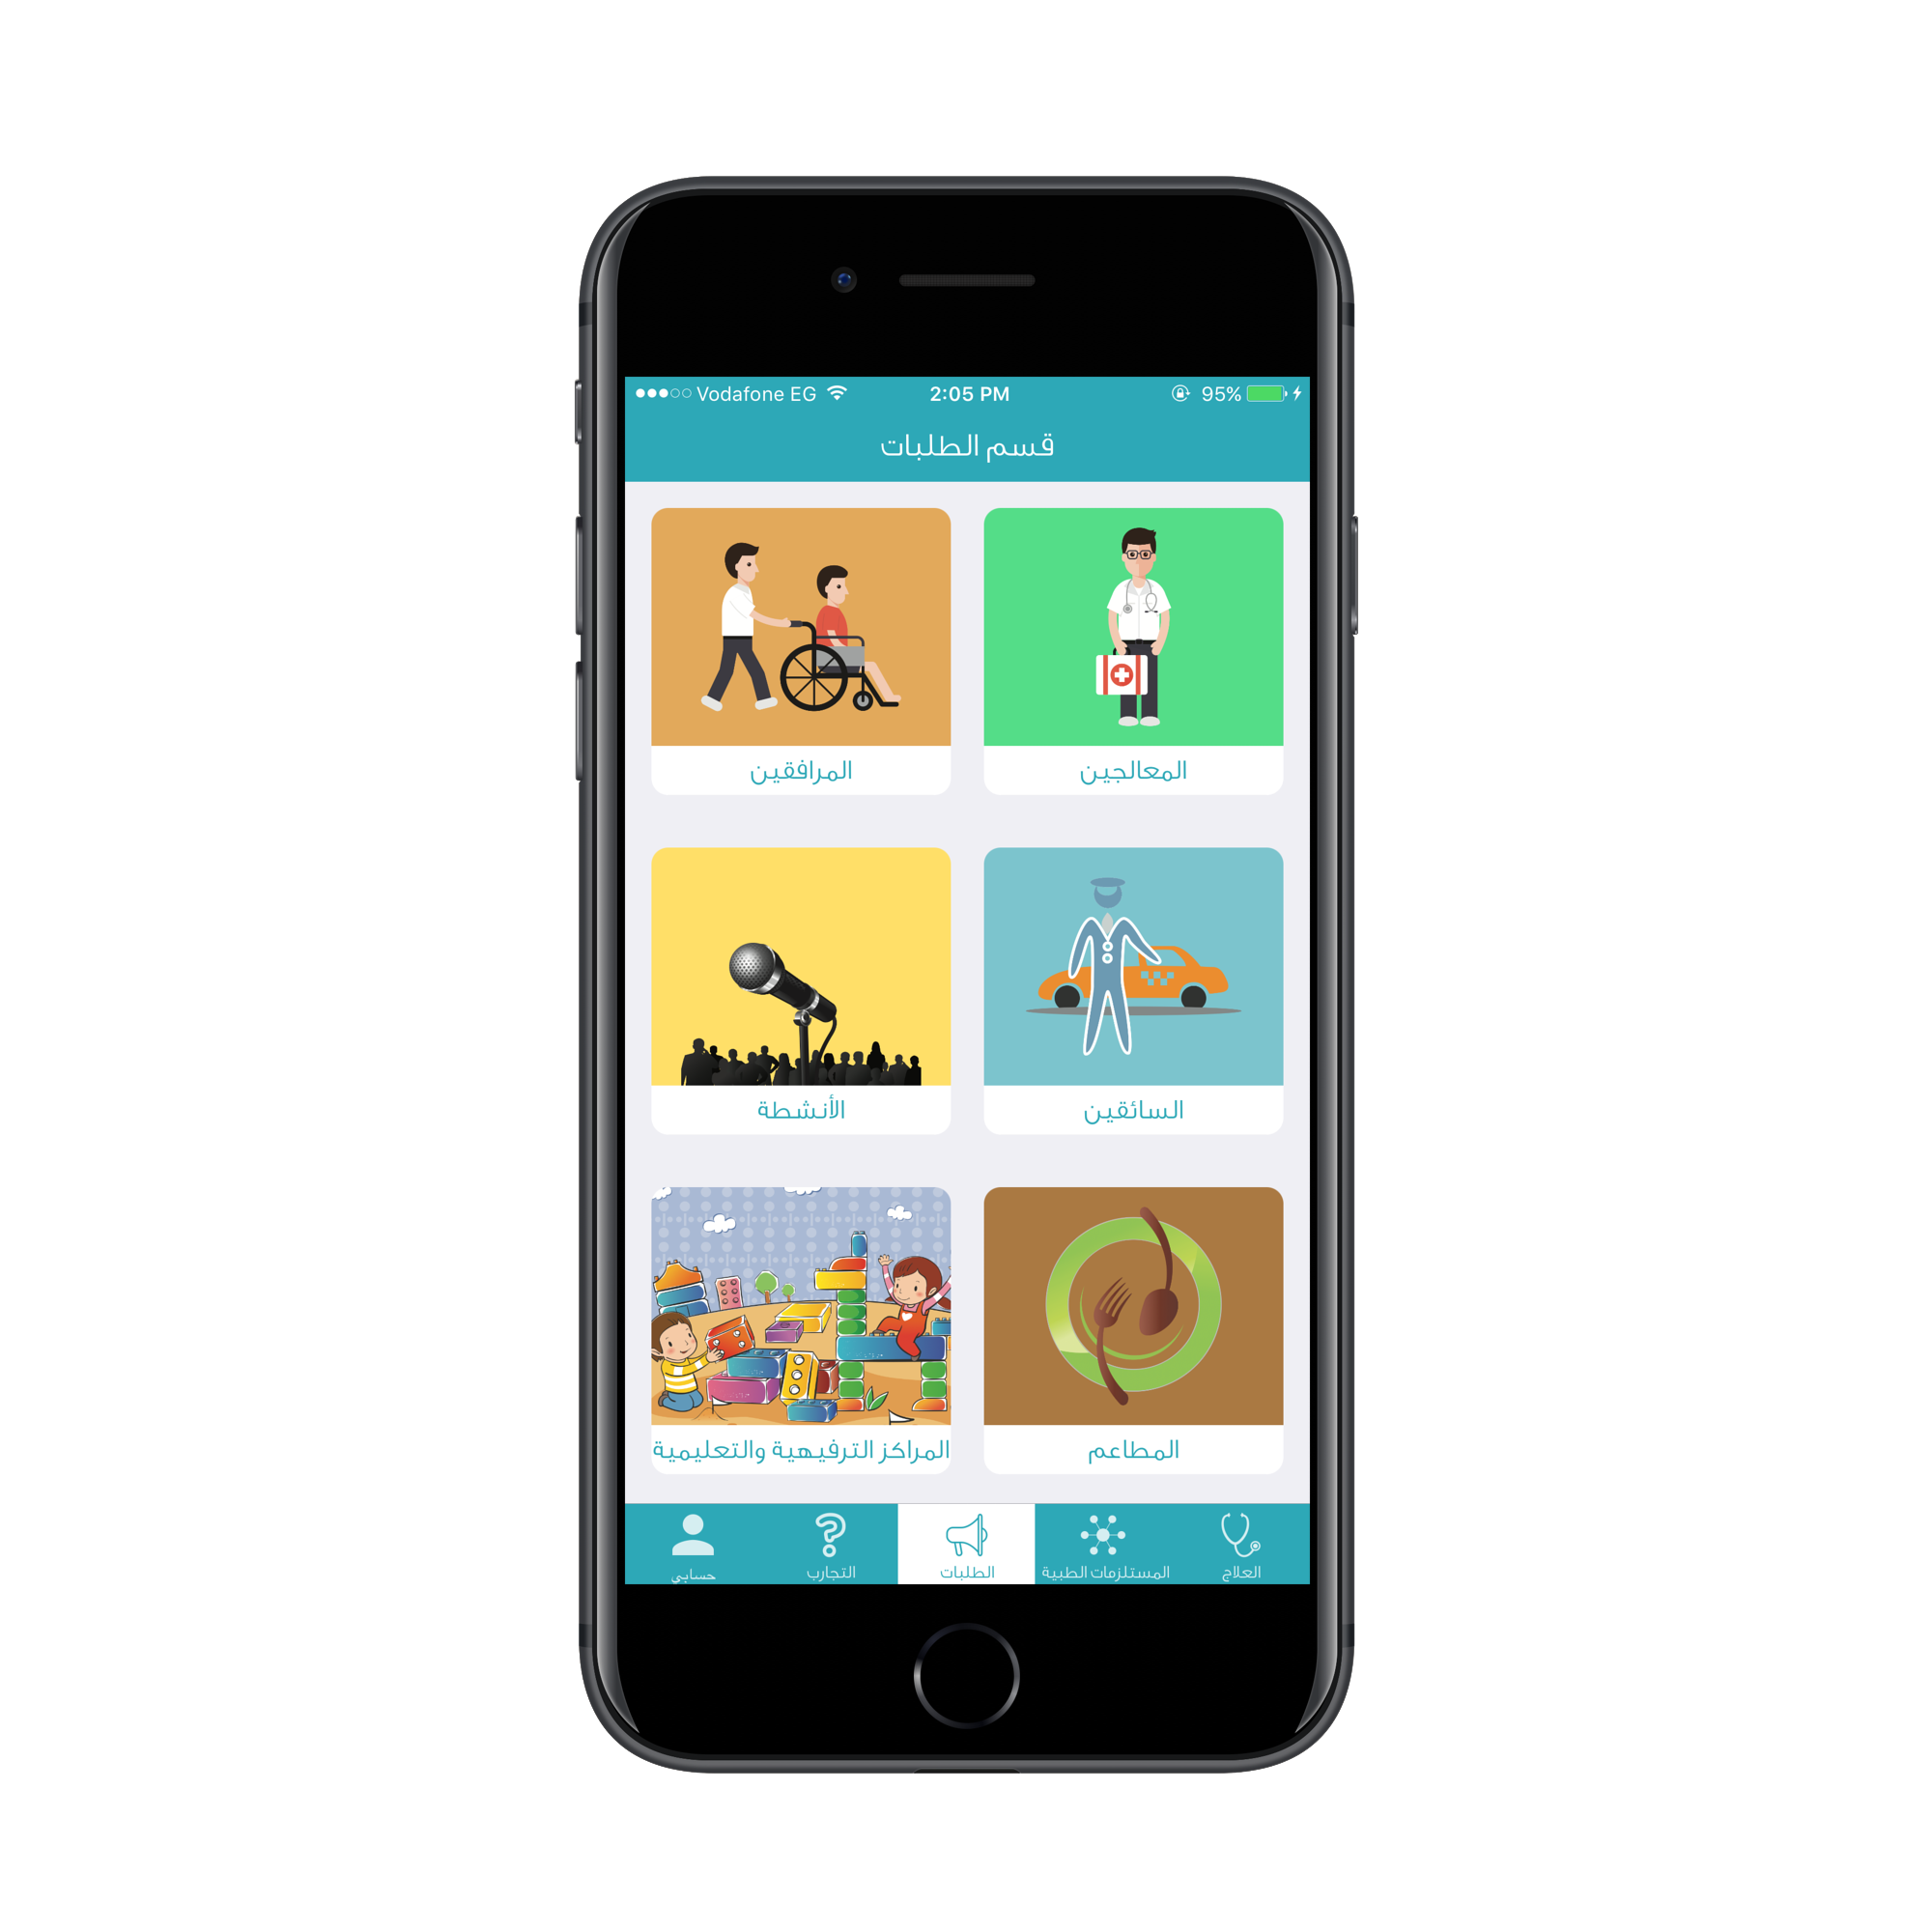 Vodafone EG 2:05 PM 95%
قسم الطلبات
المعالجين
المرافقين
السائقين
الأنشطة
المطاعم
المراكز الترفيهية والتعليمية
العلاج
المستلزمات الطبية
الطلبات
التجارب
حسابي